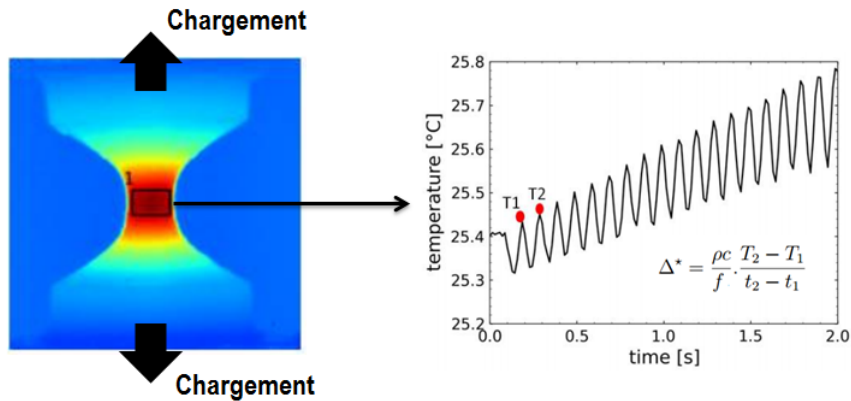 Chargement
1
Chargement
25.8
25.7
25.6
25.5
25.4
25.3
25.2
temperature [°C]
T1
T2
Δ* = ρc/f . T₂ − T₁/t₂ − t₁
0.0 0.5 1.0 1.5 2.0
time [s]